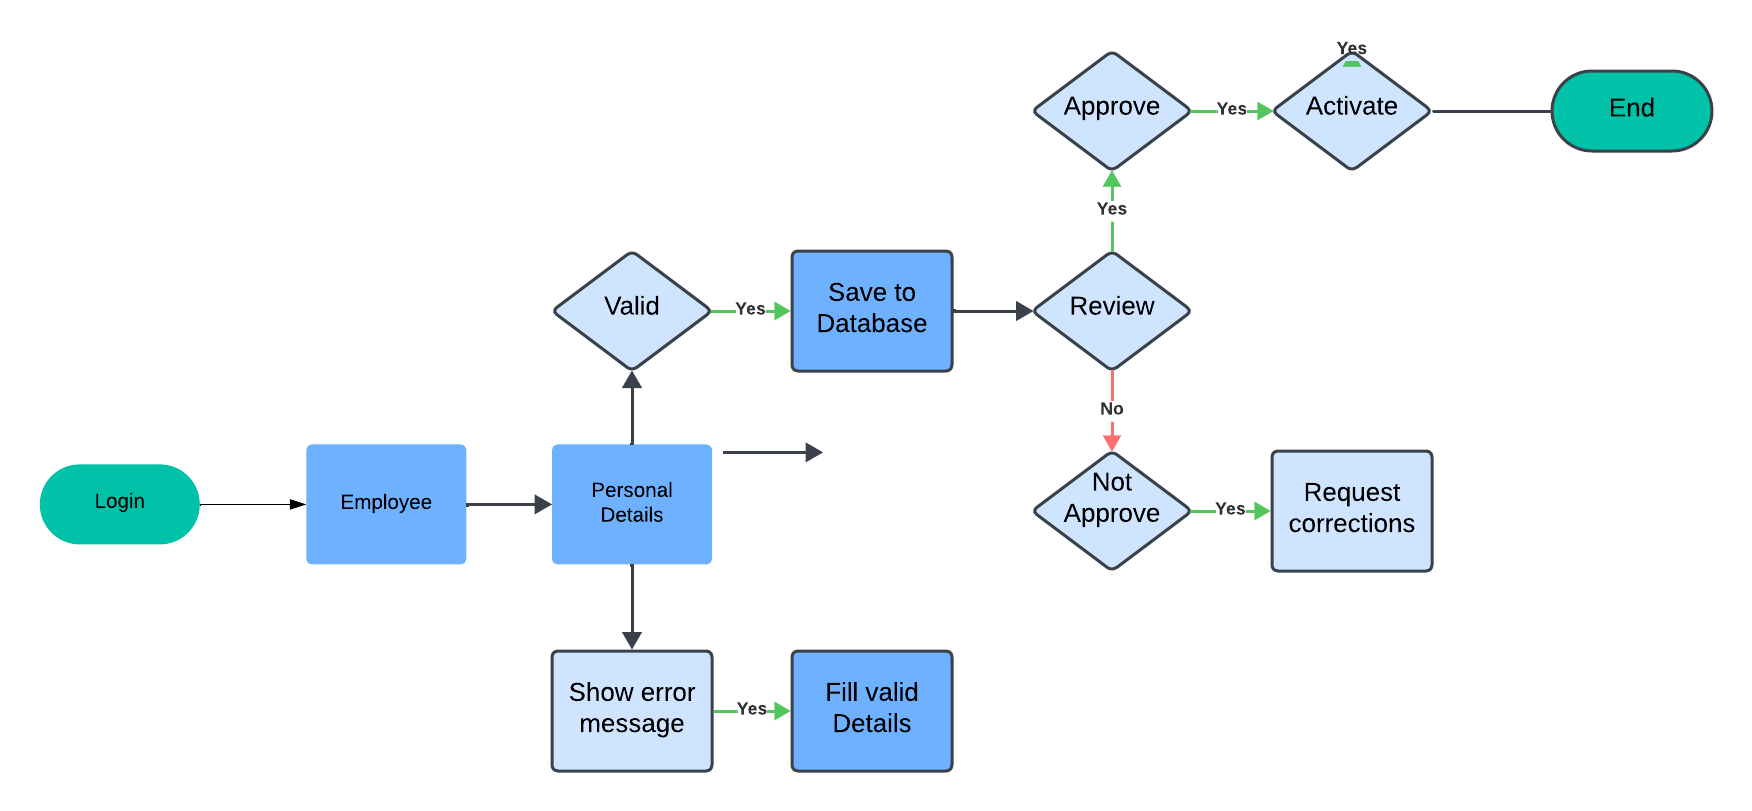 Yes
Approve
Yes
Activate
End
Yes
Valid
Yes
Save to
Database
Review
No
Login
Employee
Personal
Details
Not
Approve
Yes
Request
corrections
Show error
message
Yes
Fill valid
Details